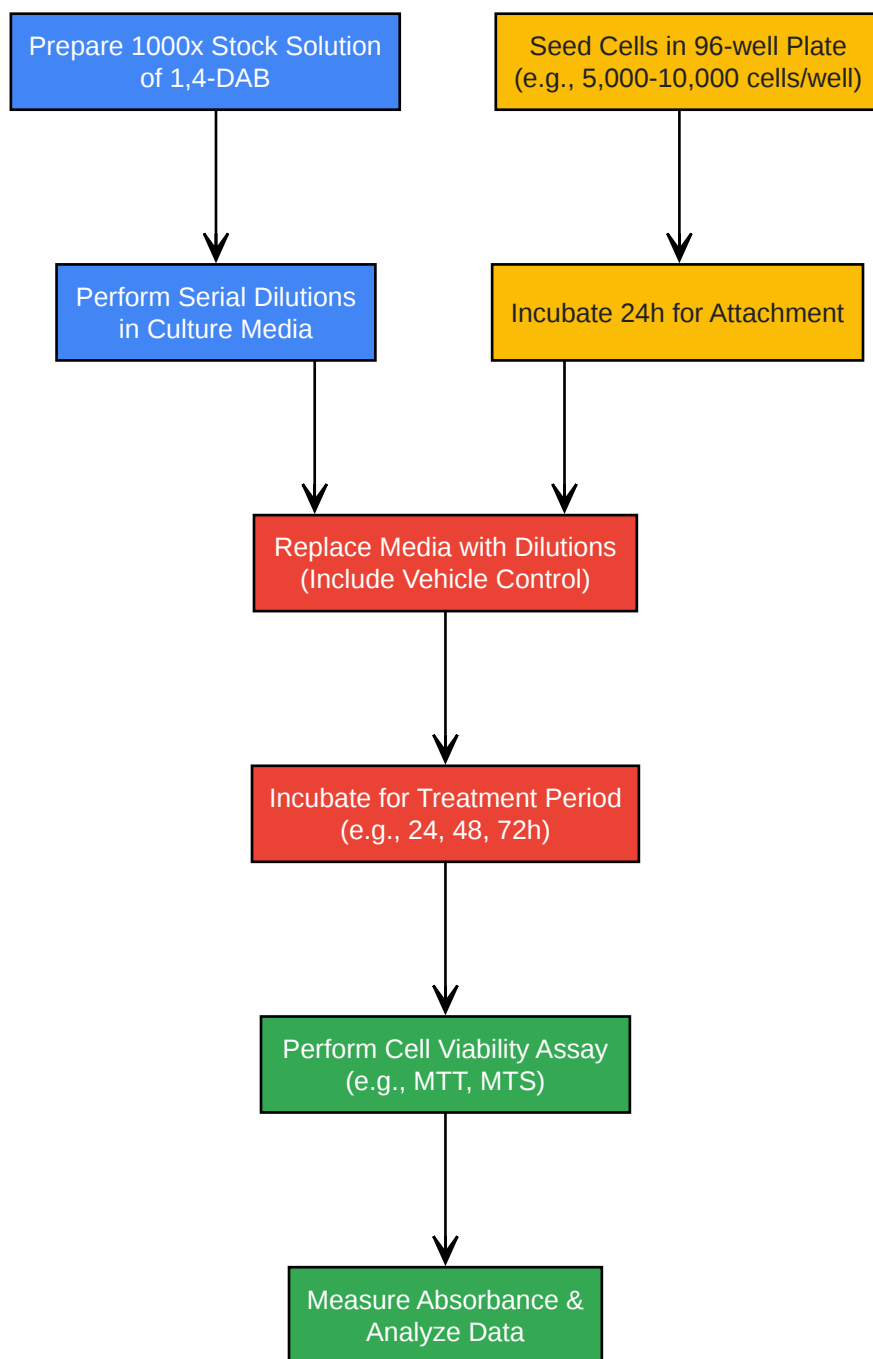 Prepare 1000x Stock Solution
of 1,4-DAB
Seed Cells in 96-well Plate
(e.g., 5,000-10,000 cells/well)
Perform Serial Dilutions
in Culture Media
Incubate 24h for Attachment
Replace Media with Dilutions
(Include Vehicle Control)
Incubate for Treatment Period
(e.g., 24, 48, 72h)
Perform Cell Viability Assay
(e.g., MTT, MTS)
Measure Absorbance &
Analyze Data